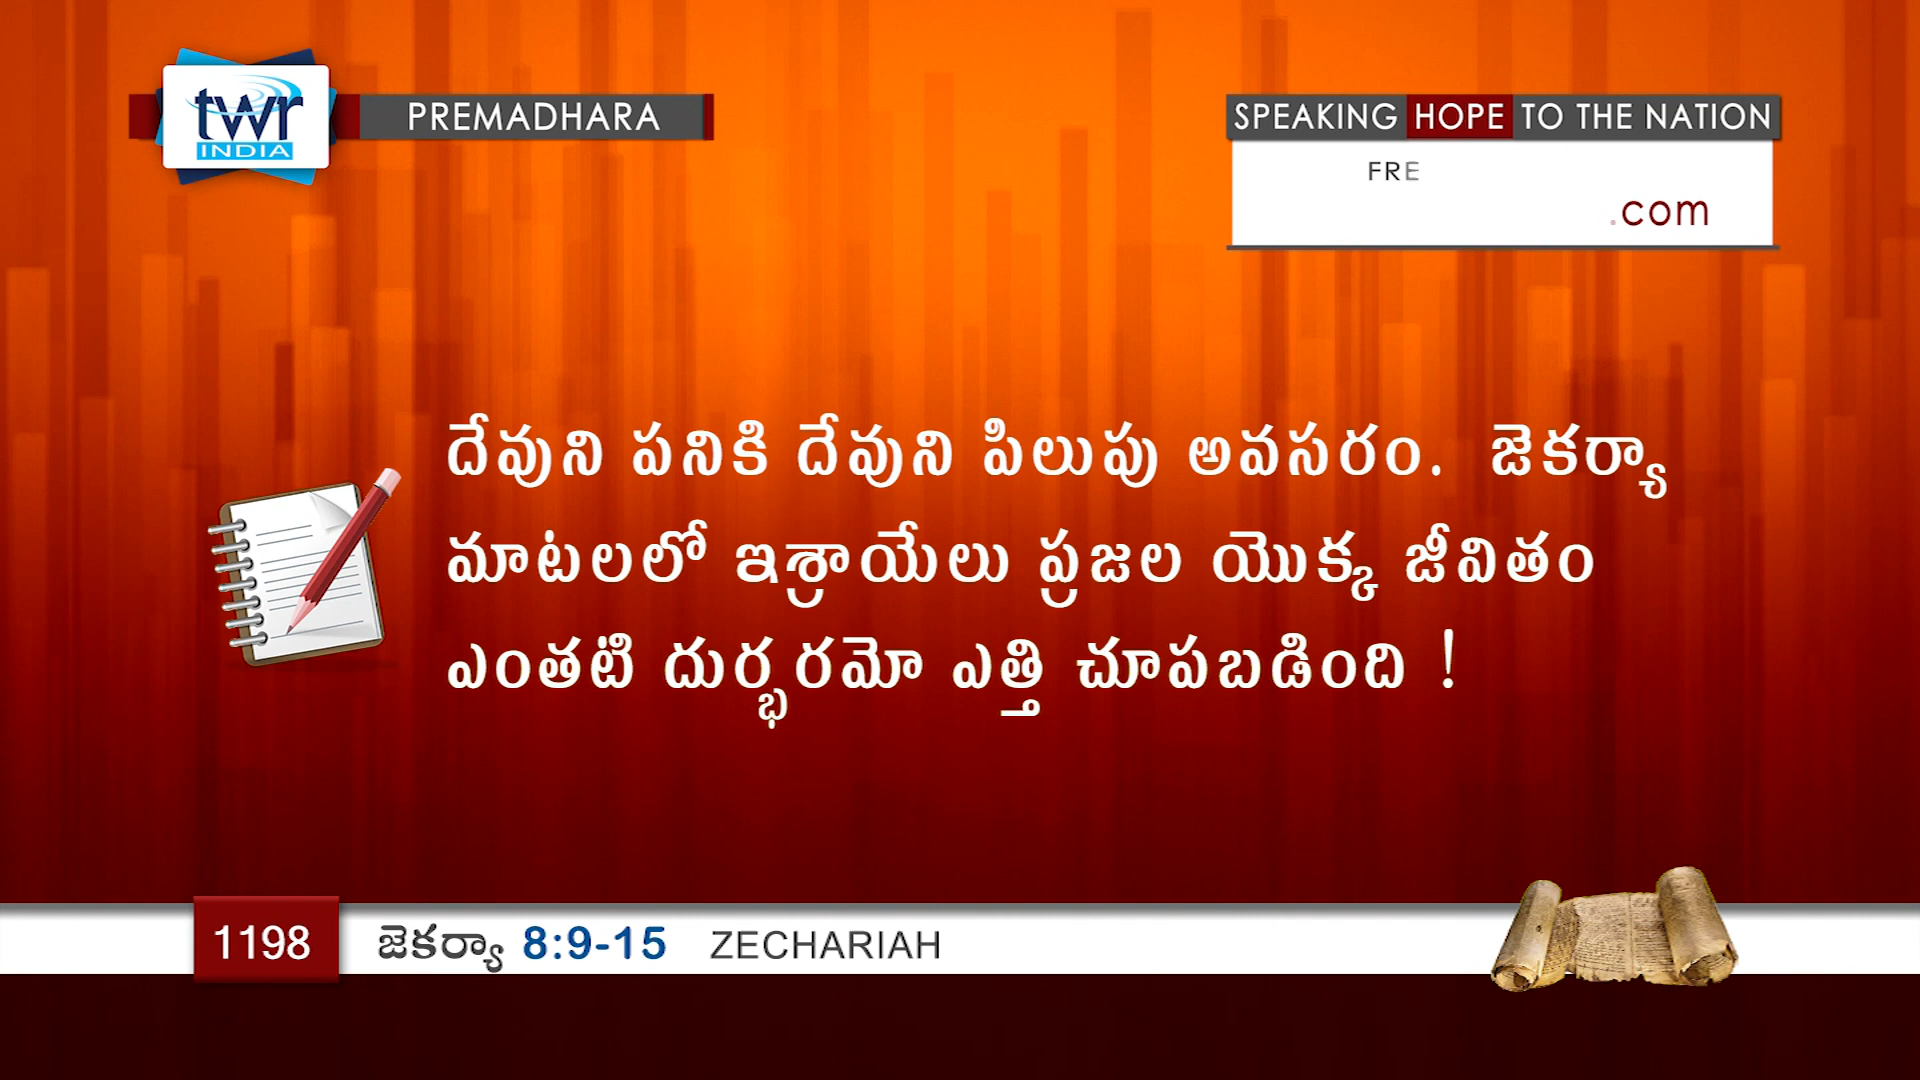 twr
INDIA
PREMADHARA
SPEAKING HOPE TO THE NATION
FRE
.com
దేవుని పనికి దేవుని పిలుపు అవసరం. జెకర్యా
మాటలలో ఇశ్రాయేలు ప్రజల యొక్క జీవితం
ఎంతటి దుర్భరమో ఎత్తి చూపబడింది !
1198
జెకర్యా 8:9-15 ZECHARIAH